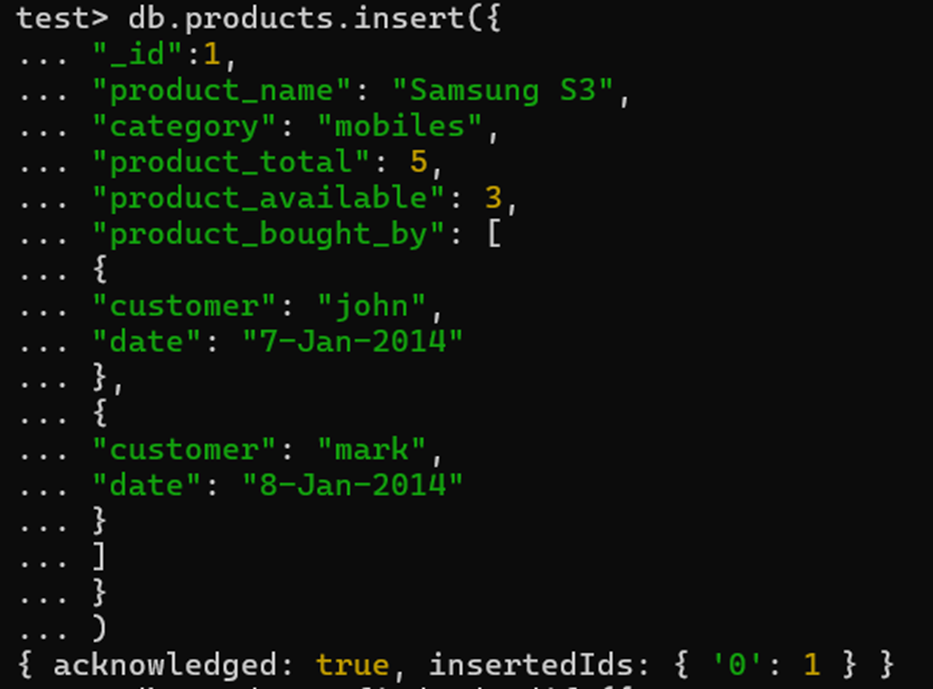 test> db.products.insert({
... "_id":1,
... "product_name": "Samsung S3",
... "category": "mobiles",
... "product_total": 5,
... "product_available": 3,
... "product_bought_by": [
... {
... "customer": "john",
... "date": "7-Jan-2014"
... },
... {
... "customer": "mark",
... "date": "8-Jan-2014"
... }
... ]
... }
... )
{ acknowledged: true, insertedIds: { '0': 1 } }